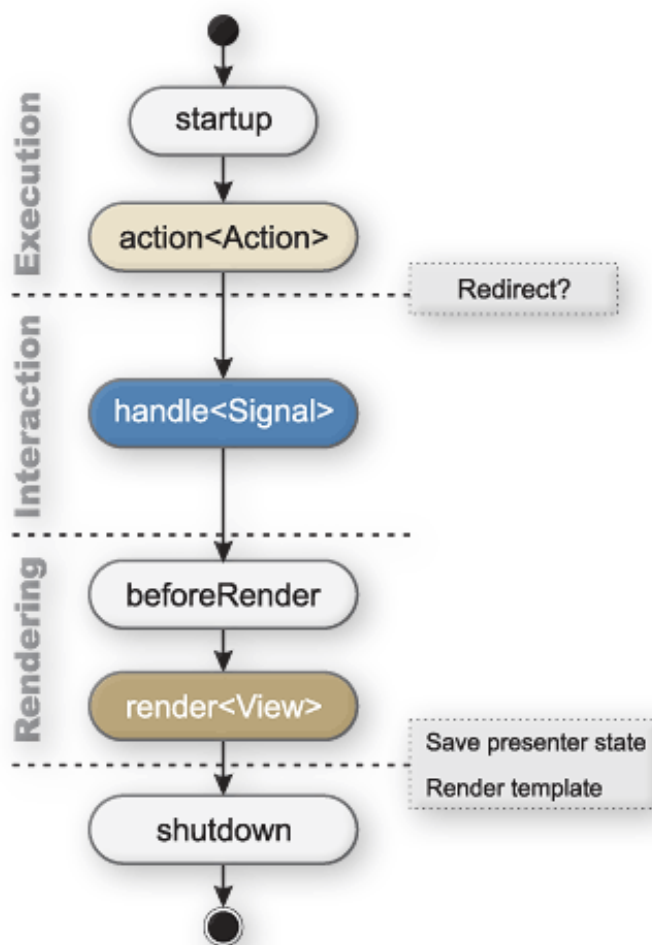 Execution
startup
action<Action>
Redirect?
Interaction
handle<Signal>
Rendering
beforeRender
render<View>
Save presenter state
Render template
shutdown